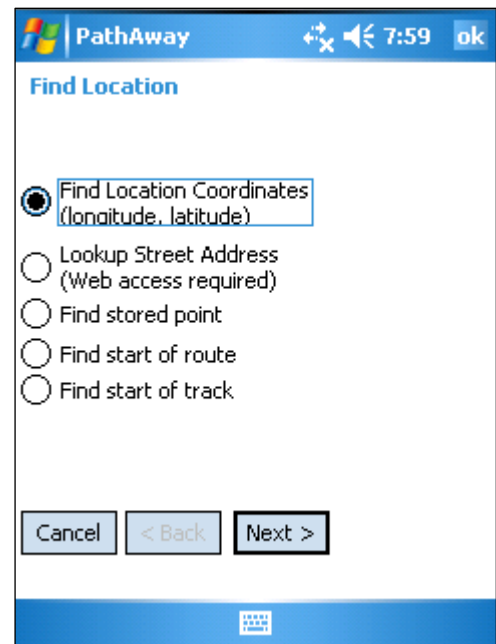 PathAway 7:59 ok
Find Location
Find Location Coordinates
(longitude, latitude)
Lookup Street Address
(Web access required)
Find stored point
Find start of route
Find start of track
Cancel < Back Next >